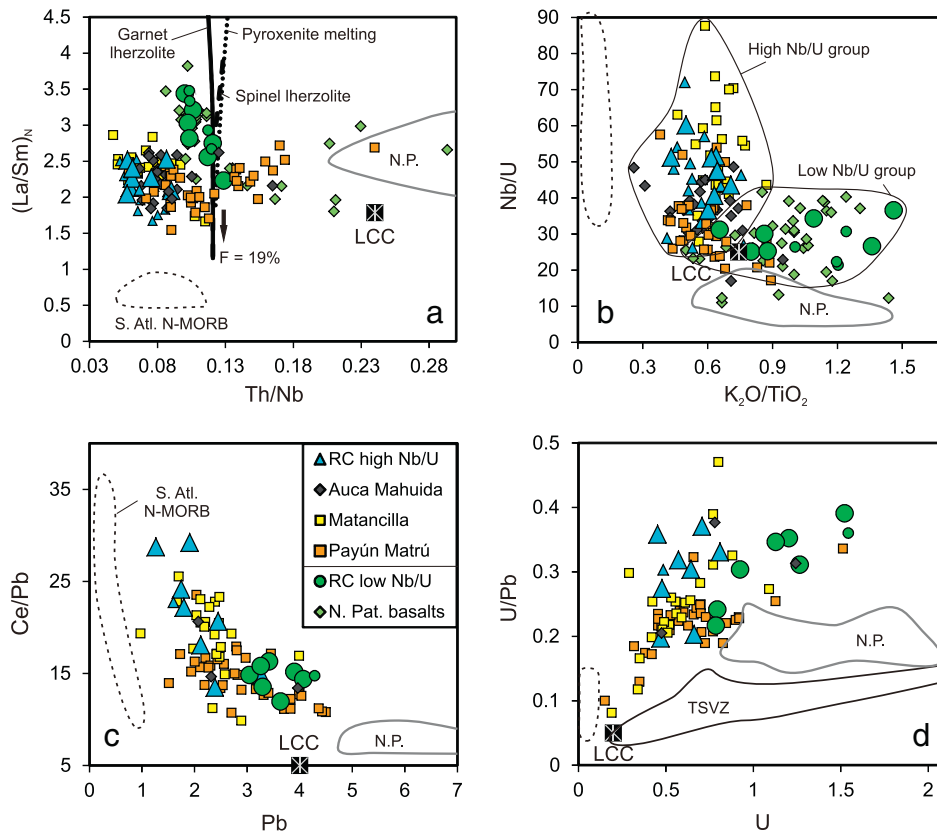 4.5
4
3.5
3
2.5
2
1.5
1
0.5
0
(La/Sm)N
Garnet
lherzolite
Pyroxenite melting
Spinel lherzolite
N.P.
LCC
F = 19%
S. Atl. N-MORB
a
0.03 0.08 0.13 0.18 0.23 0.28
Th/Nb
90
80
70
60
50
40
30
20
10
0
Nb/U
High Nb/U
group
Low Nb/U group
LCC
N.P.
b
0 0.3 0.6 0.9 1.2 1.5
K2O/TiO2
35
25
15
5
Ce/Pb
S. Atl.
N-MORB
RC high Nb/U
Auca Mahuida
Matancilla
Payún Matrú
RC low Nb/U
N. Pat. basalts
LCC
N.P.
c
0 1 2 3 4 5 6 7
Pb
0.5
0.4
0.3
0.2
0.1
0
U/Pb
N.P.
TSVZ
LCC
d
0 0.5 1 1.5 2
U